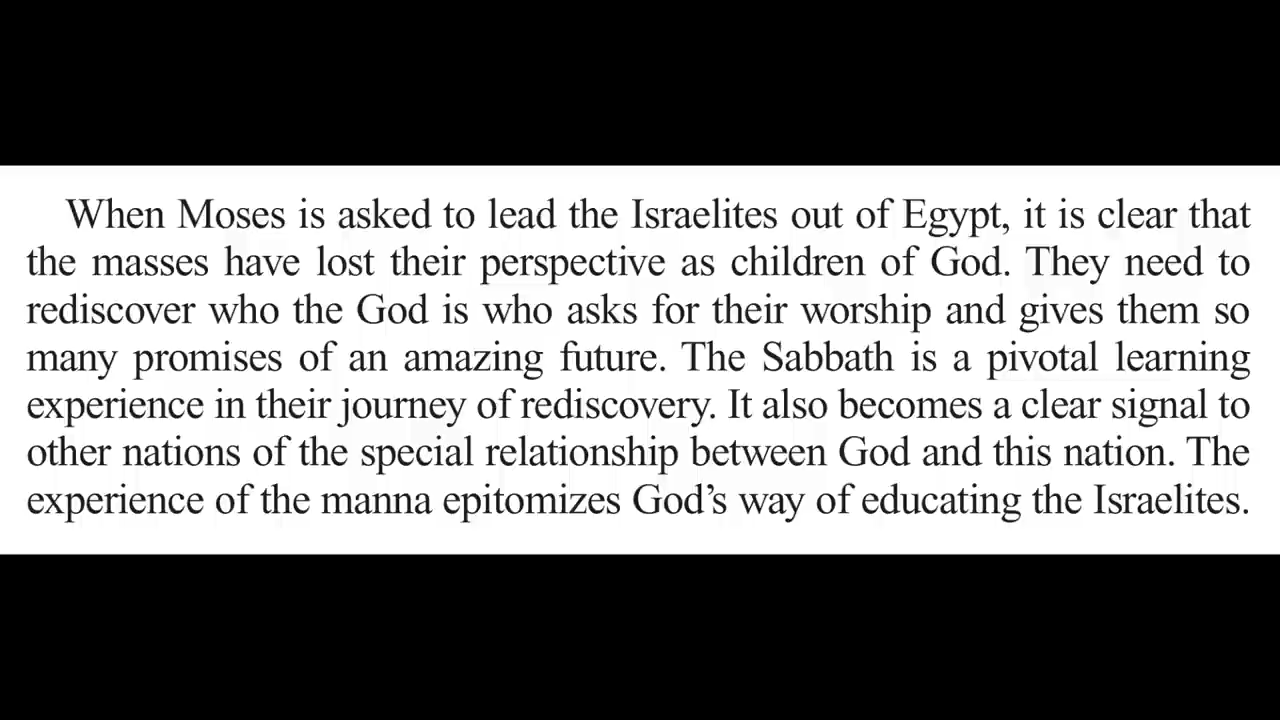 When Moses is asked to lead the Israelites out of Egypt, it is clear that
the masses have lost their perspective as children of God. They need to
rediscover who the God is who asks for their worship and gives them so
many promises of an amazing future. The Sabbath is a pivotal learning
experience in their journey of rediscovery. It also becomes a clear signal to
other nations of the special relationship between God and this nation. The
experience of the manna epitomizes God’s way of educating the Israelites.